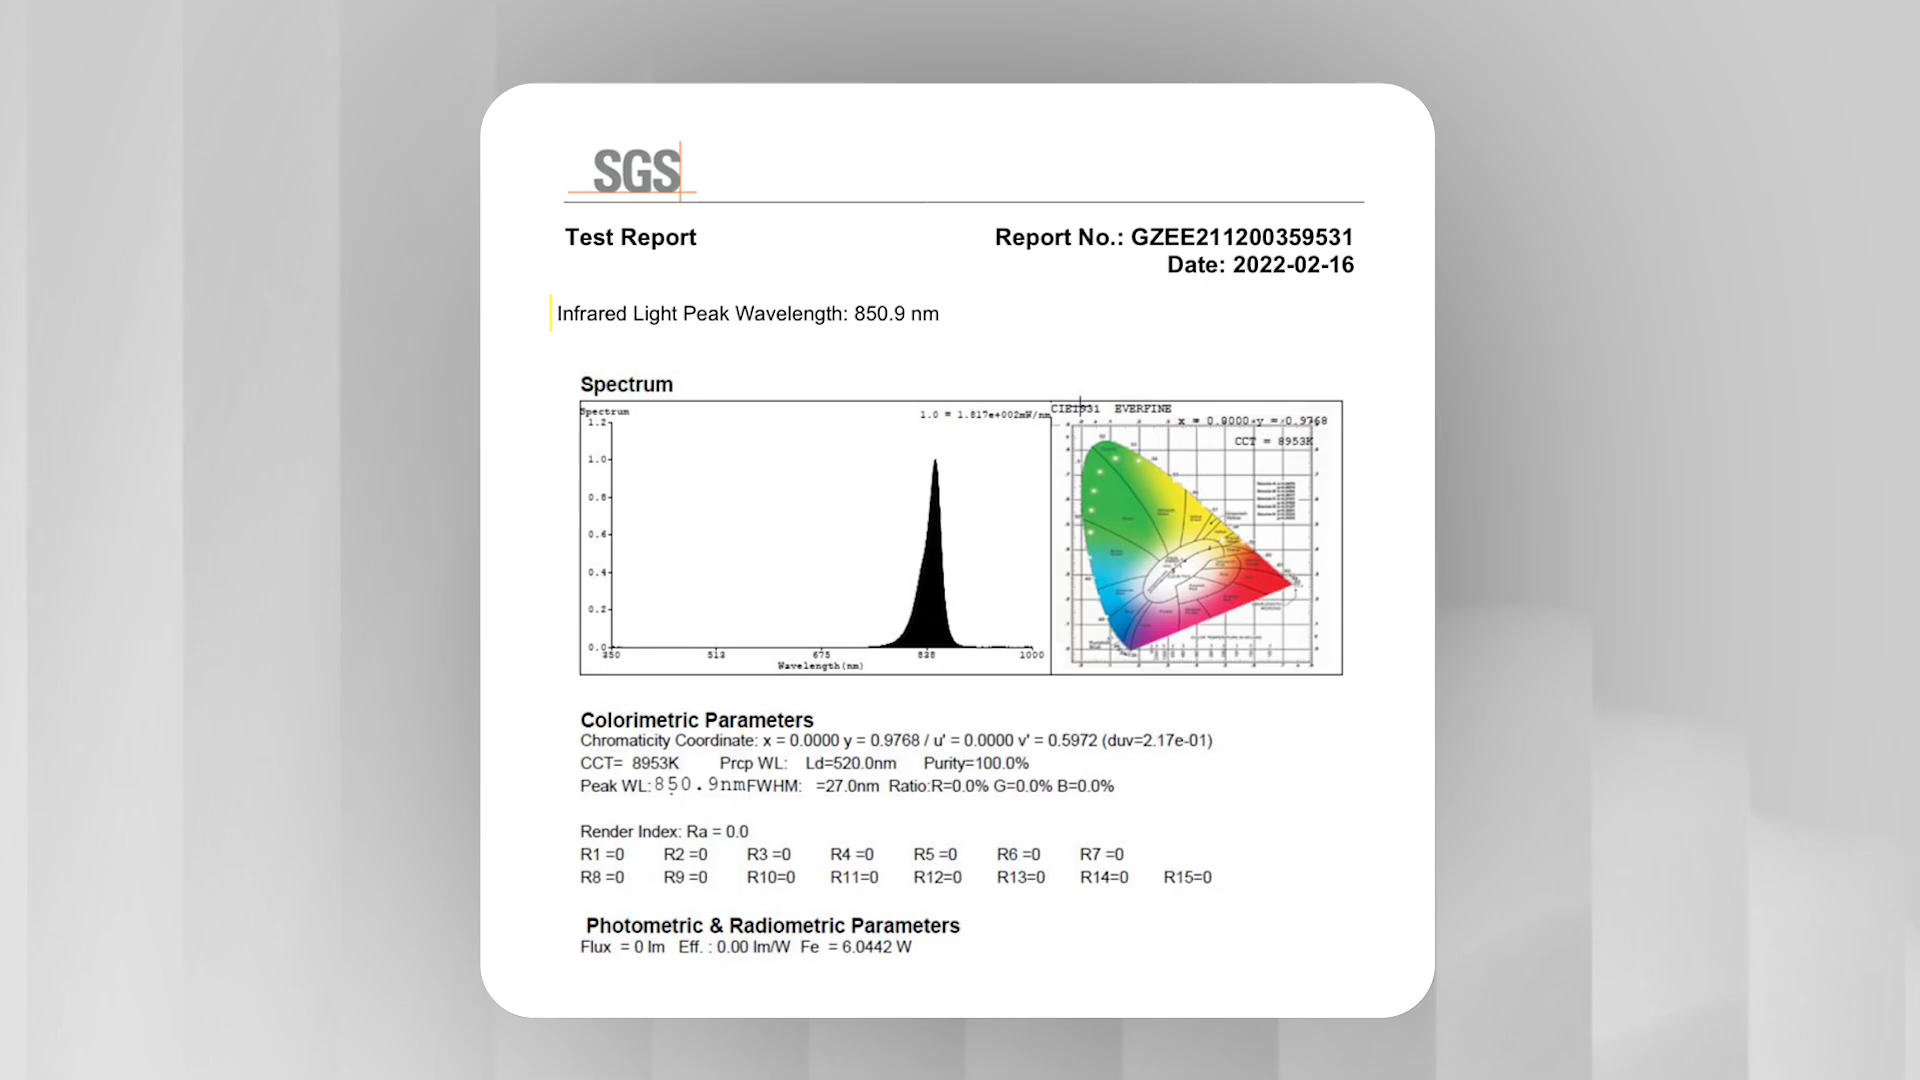 SGS
Test Report
Report No.: GZEE211200359531
Date: 2022-02-16
Infrared Light Peak Wavelength: 850.9 nm
Spectrum
Spectrum
1.0 = 1.817e+002mW/nm
1.2
1.0
0.8
0.6
0.4
0.2
0.0
350 513 675 838 1000
Wavelength(nm)
CIE1931 EVERFINE
x = 0.0000 y = 0.9768
CCT = 8953K
Colorimetric Parameters
Chromaticity Coordinate: x = 0.0000 y = 0.9768 / u' = 0.0000 v' = 0.5972 (duv=2.17e-01)
CCT= 8953K Prcp WL: Ld=520.0nm Purity=100.0%
Peak WL:850.9nmFWHM: =27.0nm Ratio:R=0.0% G=0.0% B=0.0%
Render Index: Ra = 0.0
R1 =0 R2 =0 R3 =0 R4 =0 R5 =0 R6 =0 R7 =0
R8 =0 R9 =0 R10=0 R11=0 R12=0 R13=0 R14=0 R15=0
Photometric & Radiometric Parameters
Flux = 0 lm Eff. : 0.00 lm/W Fe = 6.0442 W